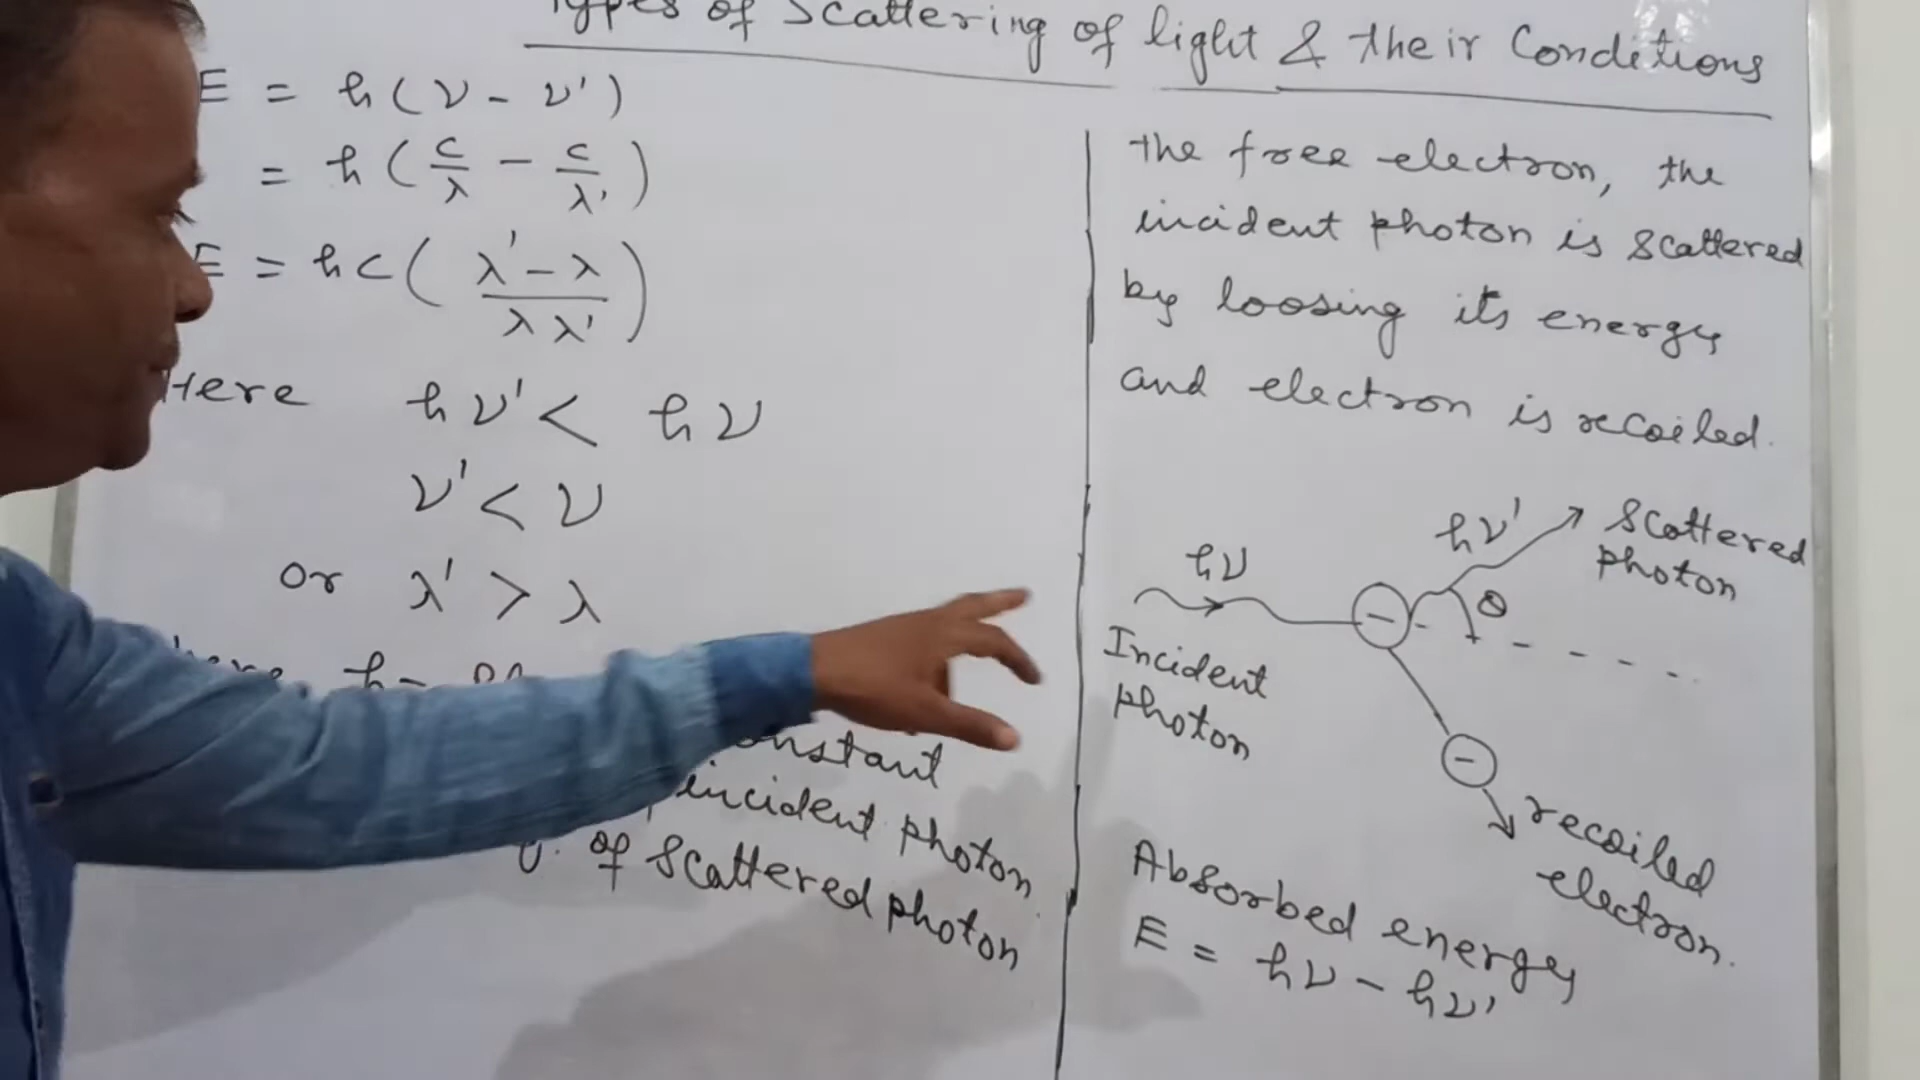 Types of Scattering of light & their Conditions
E = h(ν - ν')
= h(c/λ - c/λ')
E = hc(λ' - λ / λλ')
Here hν' < hν
ν' < ν
or λ' > λ
h =
constant
incident photon
of Scattered photon
the free electron, the
incident photon is scattered
by loosing its energy
and electron is recoiled.
hν
Incident
photon
hν'
Scattered
photon
θ
recoiled
electron.
Absorbed energy
E = hν - hν'